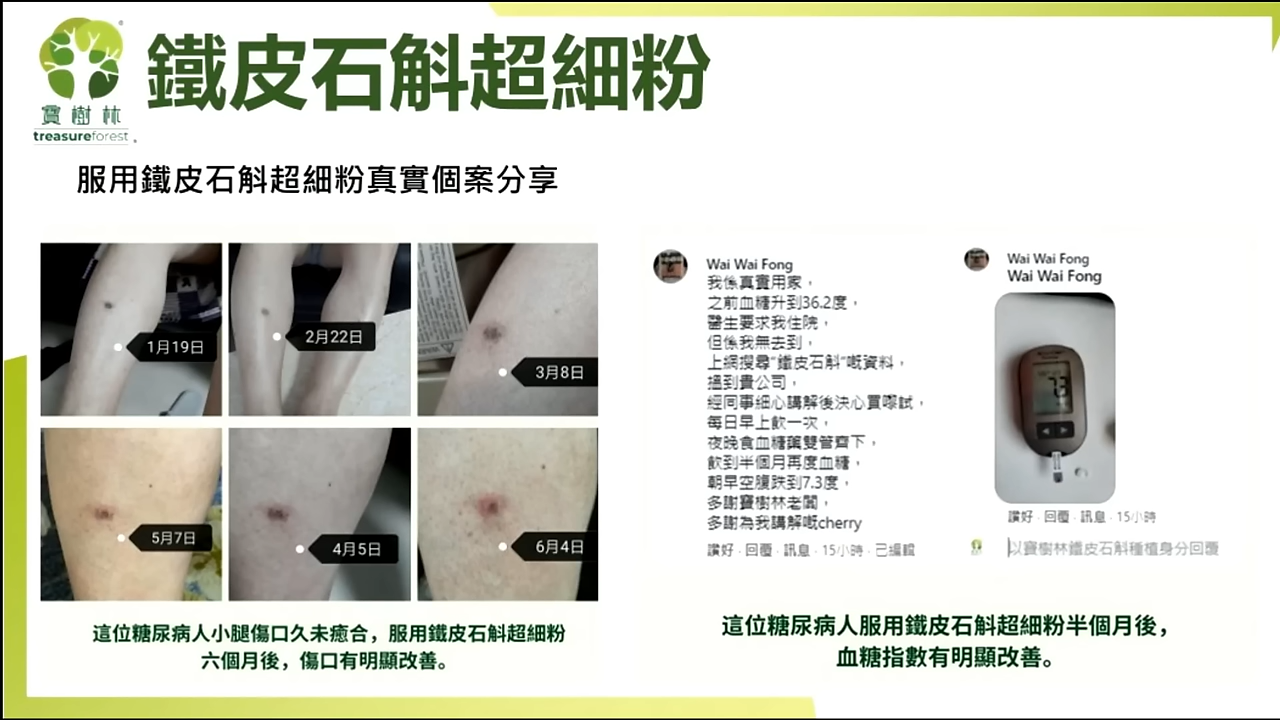 寶樹林
treasureforest
鐵皮石斛超細粉
服用鐵皮石斛超細粉真實個案分享
1月19日
2月22日
3月8日
5月7日
4月5日
6月4日
這位糖尿病人小腿傷口久未癒合，服用鐵皮石斛超細粉
六個月後，傷口有明顯改善。
Wai Wai Fong
我係真實用家，
之前血糖升到36.2度，
醫生要求我住院，
但係我無去到，
上網搜尋"鐵皮石斛"嘅資料，
搵到貴公司，
經同事細心講解後決心買嚟試，
每日早上飲一次，
夜晚食血糖藥雙管齊下，
飲到半個月再度血糖，
朝早空腹跌到7.3度，
多謝寶樹林老闆，
多謝為我講解嘅cherry
讚好 · 回覆 · 訊息 · 15小時 · 已編輯
Wai Wai Fong
Wai Wai Fong
7.3
讚好 · 回覆 · 訊息 · 15小時
以寶樹林鐵皮石斛種植身分回覆
這位糖尿病人服用鐵皮石斛超細粉半個月後，
血糖指數有明顯改善。